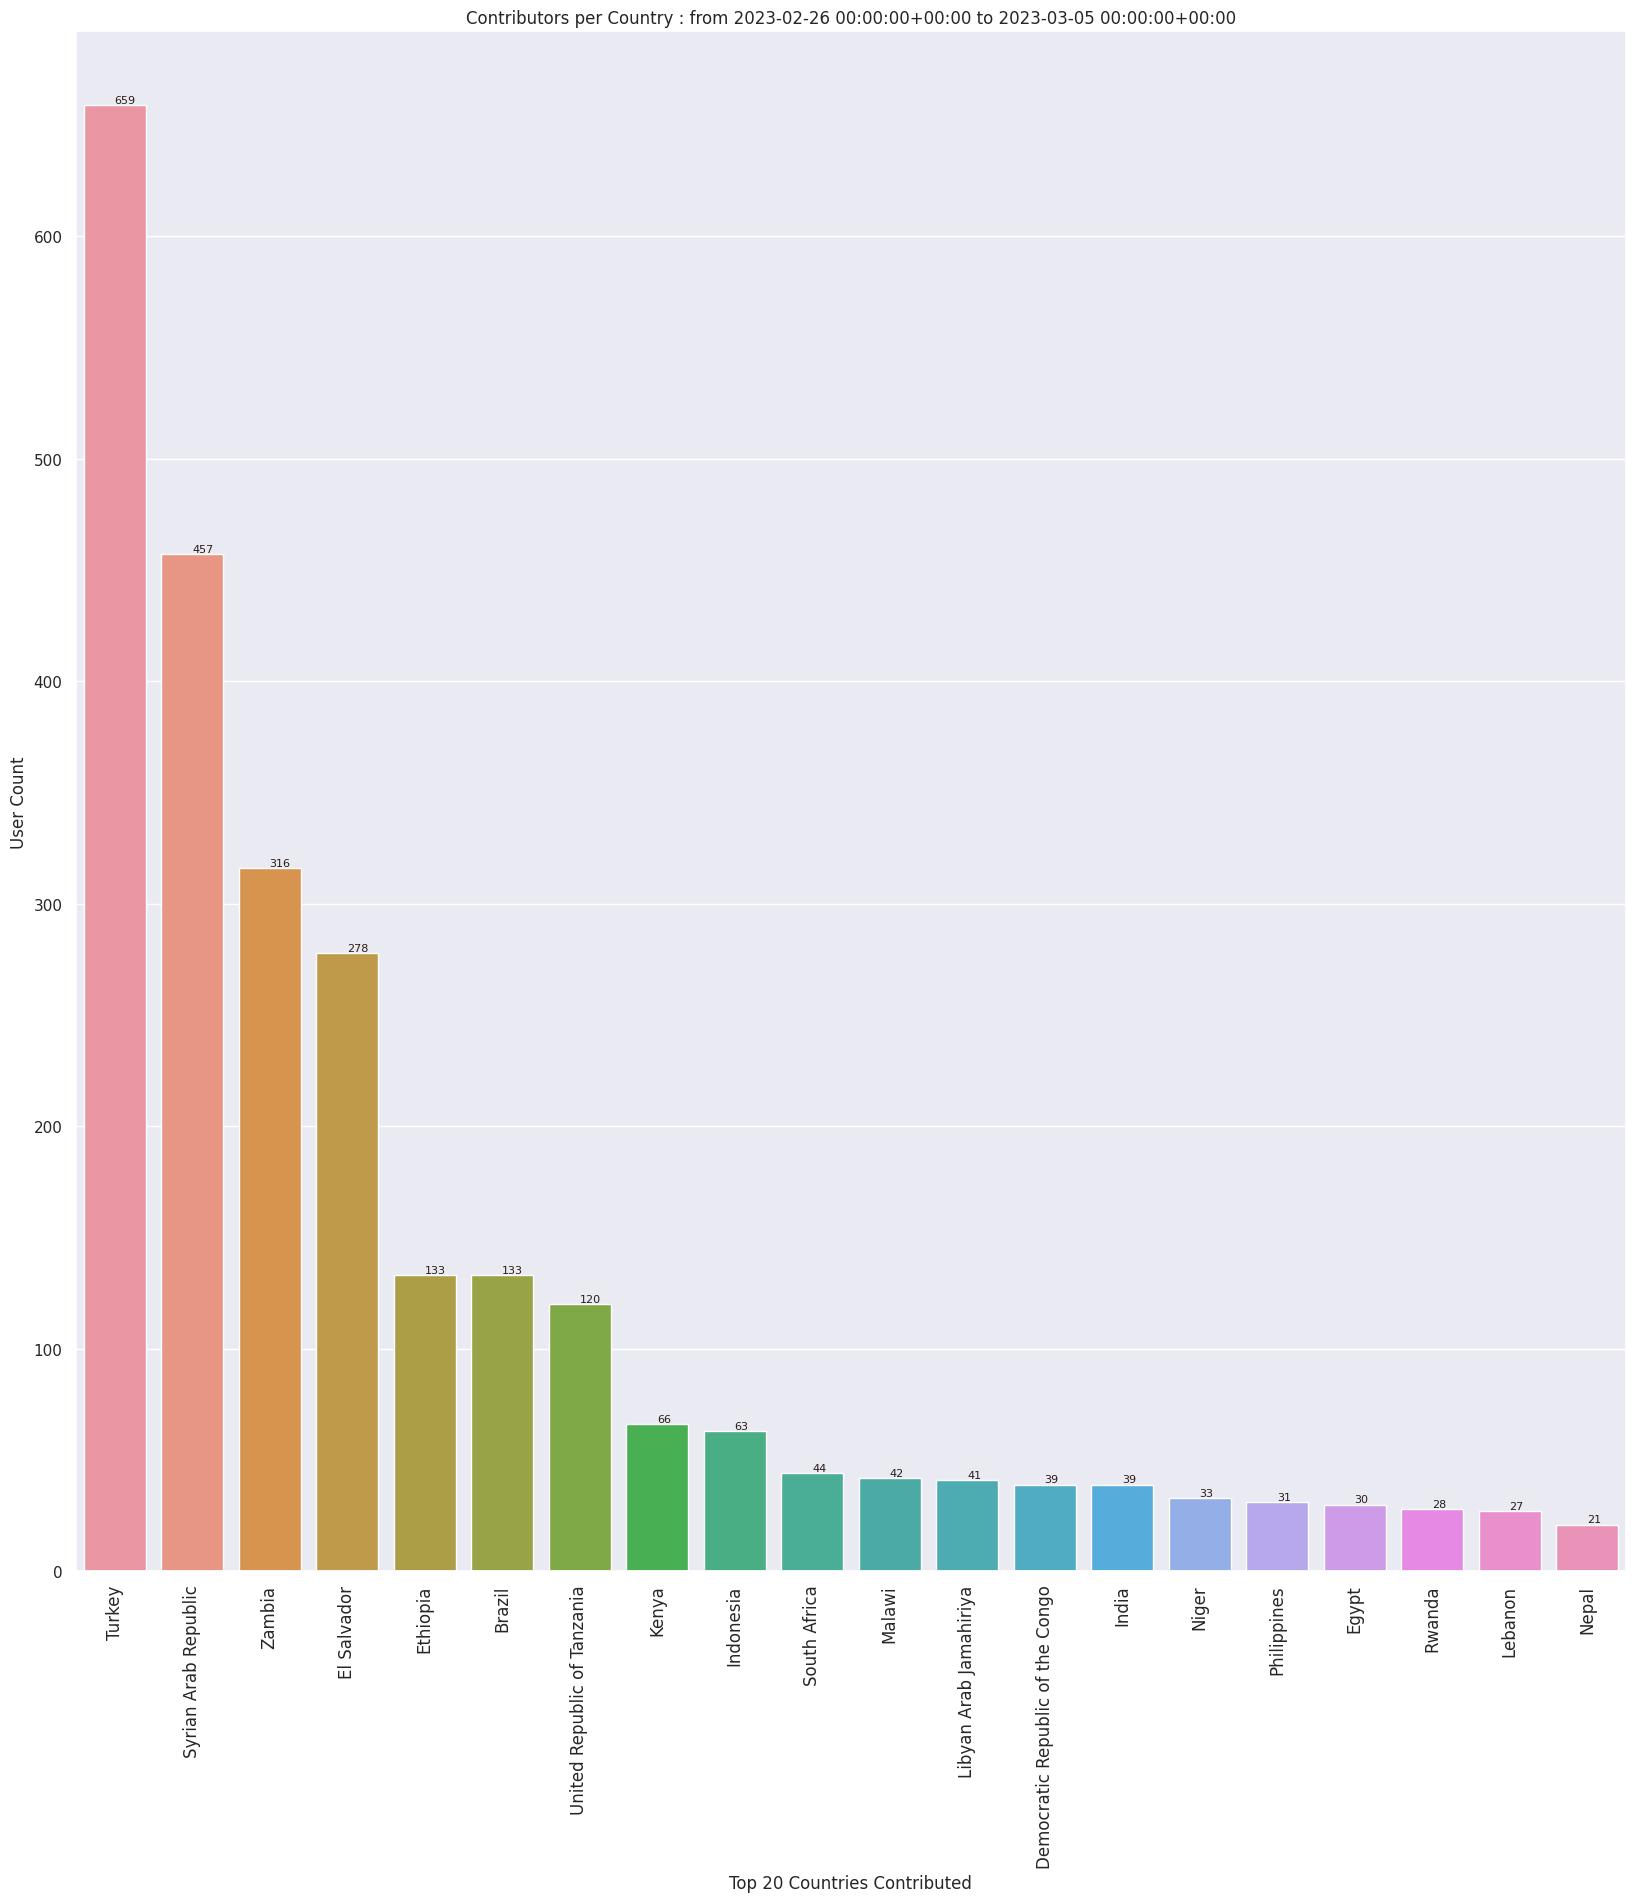 Contributors per Country : from 2023-02-26 00:00:00+00:00 to 2023-03-05 00:00:00+00:00
User Count
600
500
400
300
200
100
0
659
457
316
278
133
133
120
66
63
44
42
41
39
39
33
31
30
28
27
21
Turkey
Syrian Arab Republic
Zambia
El Salvador
Ethiopia
Brazil
United Republic of Tanzania
Kenya
Indonesia
South Africa
Malawi
Libyan Arab Jamahiriya
Democratic Republic of the Congo
India
Niger
Philippines
Egypt
Rwanda
Lebanon
Nepal
Top 20 Countries Contributed